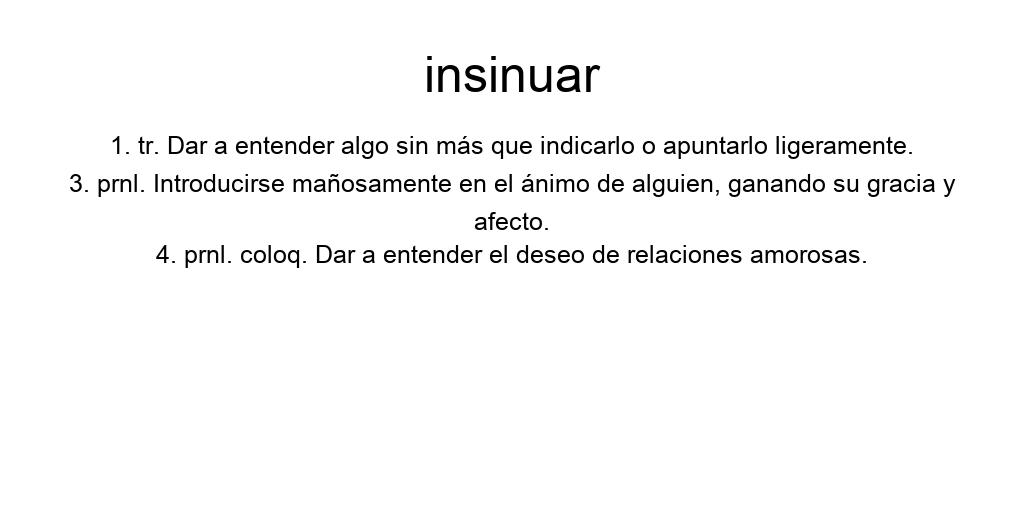 insinuar
1. tr. Dar a entender algo sin más que indicarlo o apuntarlo ligeramente.
3. prnl. Introducirse mañosamente en el ánimo de alguien, ganando su gracia y
afecto.
4. prnl. coloq. Dar a entender el deseo de relaciones amorosas.